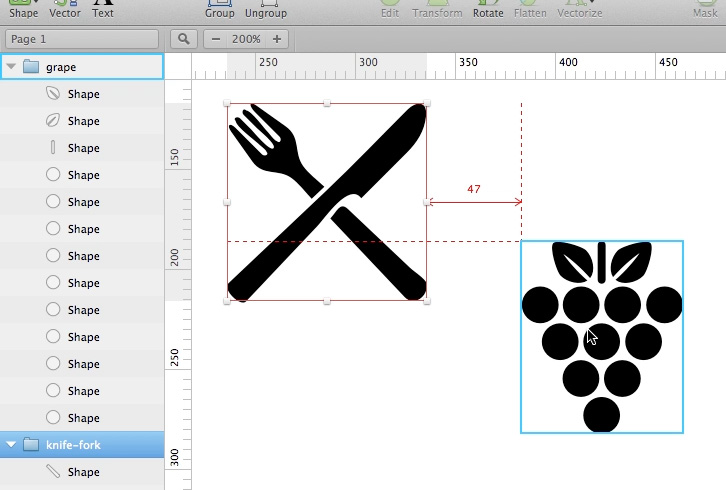 Shape Vector Text Group Ungroup Edit Transform Rotate Flatten Vectorize Mask
Page 1 200%
250 300 350 400 450
grape
Shape
Shape
Shape
Shape
Shape
Shape
Shape
Shape
Shape
Shape
Shape
Shape
Shape
knife-fork
Shape
150
200
250
300
47